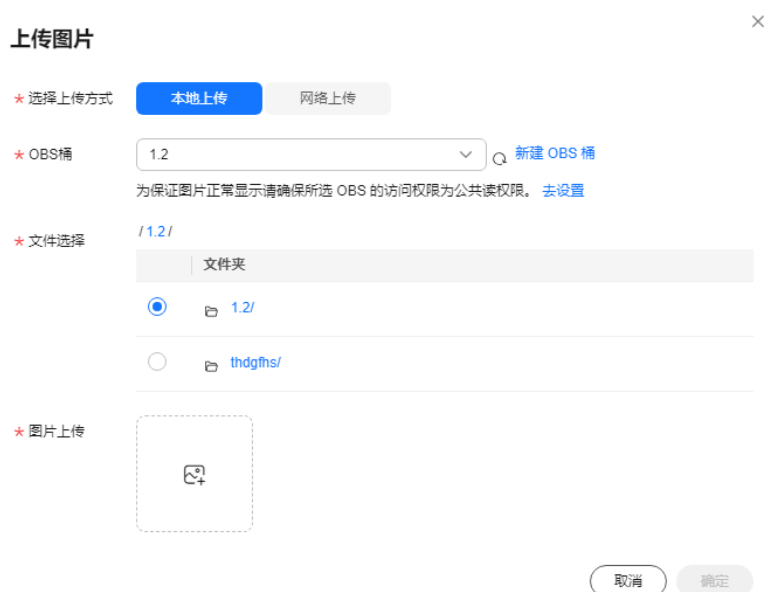 上传图片
* 选择上传方式 本地上传 网络上传
* OBS桶 1.2 新建 OBS 桶
为保证图片正常显示请确保所选 OBS 的访问权限为公共读权限。 去设置
* 文件选择 / 1.2 /
文件夹
1.2/
thdgfhs/
* 图片上传
取消 确定